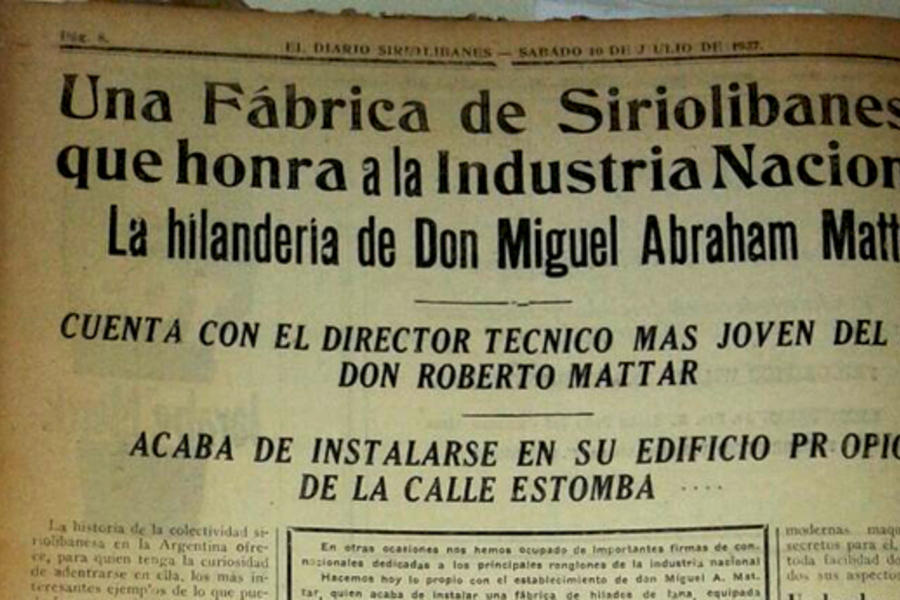 Pág. 8.
EL DIARIO SIRIOLIBANES — SABADO 10 DE JULIO DE 1937.
Una Fábrica de Siriolibanes
que honra a la Industria Nacion
La hilandería de Don Miguel Abraham Matt
CUENTA CON EL DIRECTOR TECNICO MAS JOVEN DEL
DON ROBERTO MATTAR
ACABA DE INSTALARSE EN SU EDIFICIO PROPIO
DE LA CALLE ESTOMBA ....
La historia de la colectividad si-
riolibanesa en la Argentina ofre-
ce, para quien tenga la curiosidad
de adentrarse en ella, los más in-
teresantes ejemplos de lo que pue-
En otras ocasiones nos hemos ocupado de importantes firmas de con-
nacionales dedicadas a los principales renglones de la industria nacional
Hacemos hoy lo propio con el establecimiento de don Miguel A. Mat-
tar, quien acaba de instalar una fábrica de hilados de lana, equipada
modernas maqu
secretos para él,
toda facilidad d
dos sus aspectos